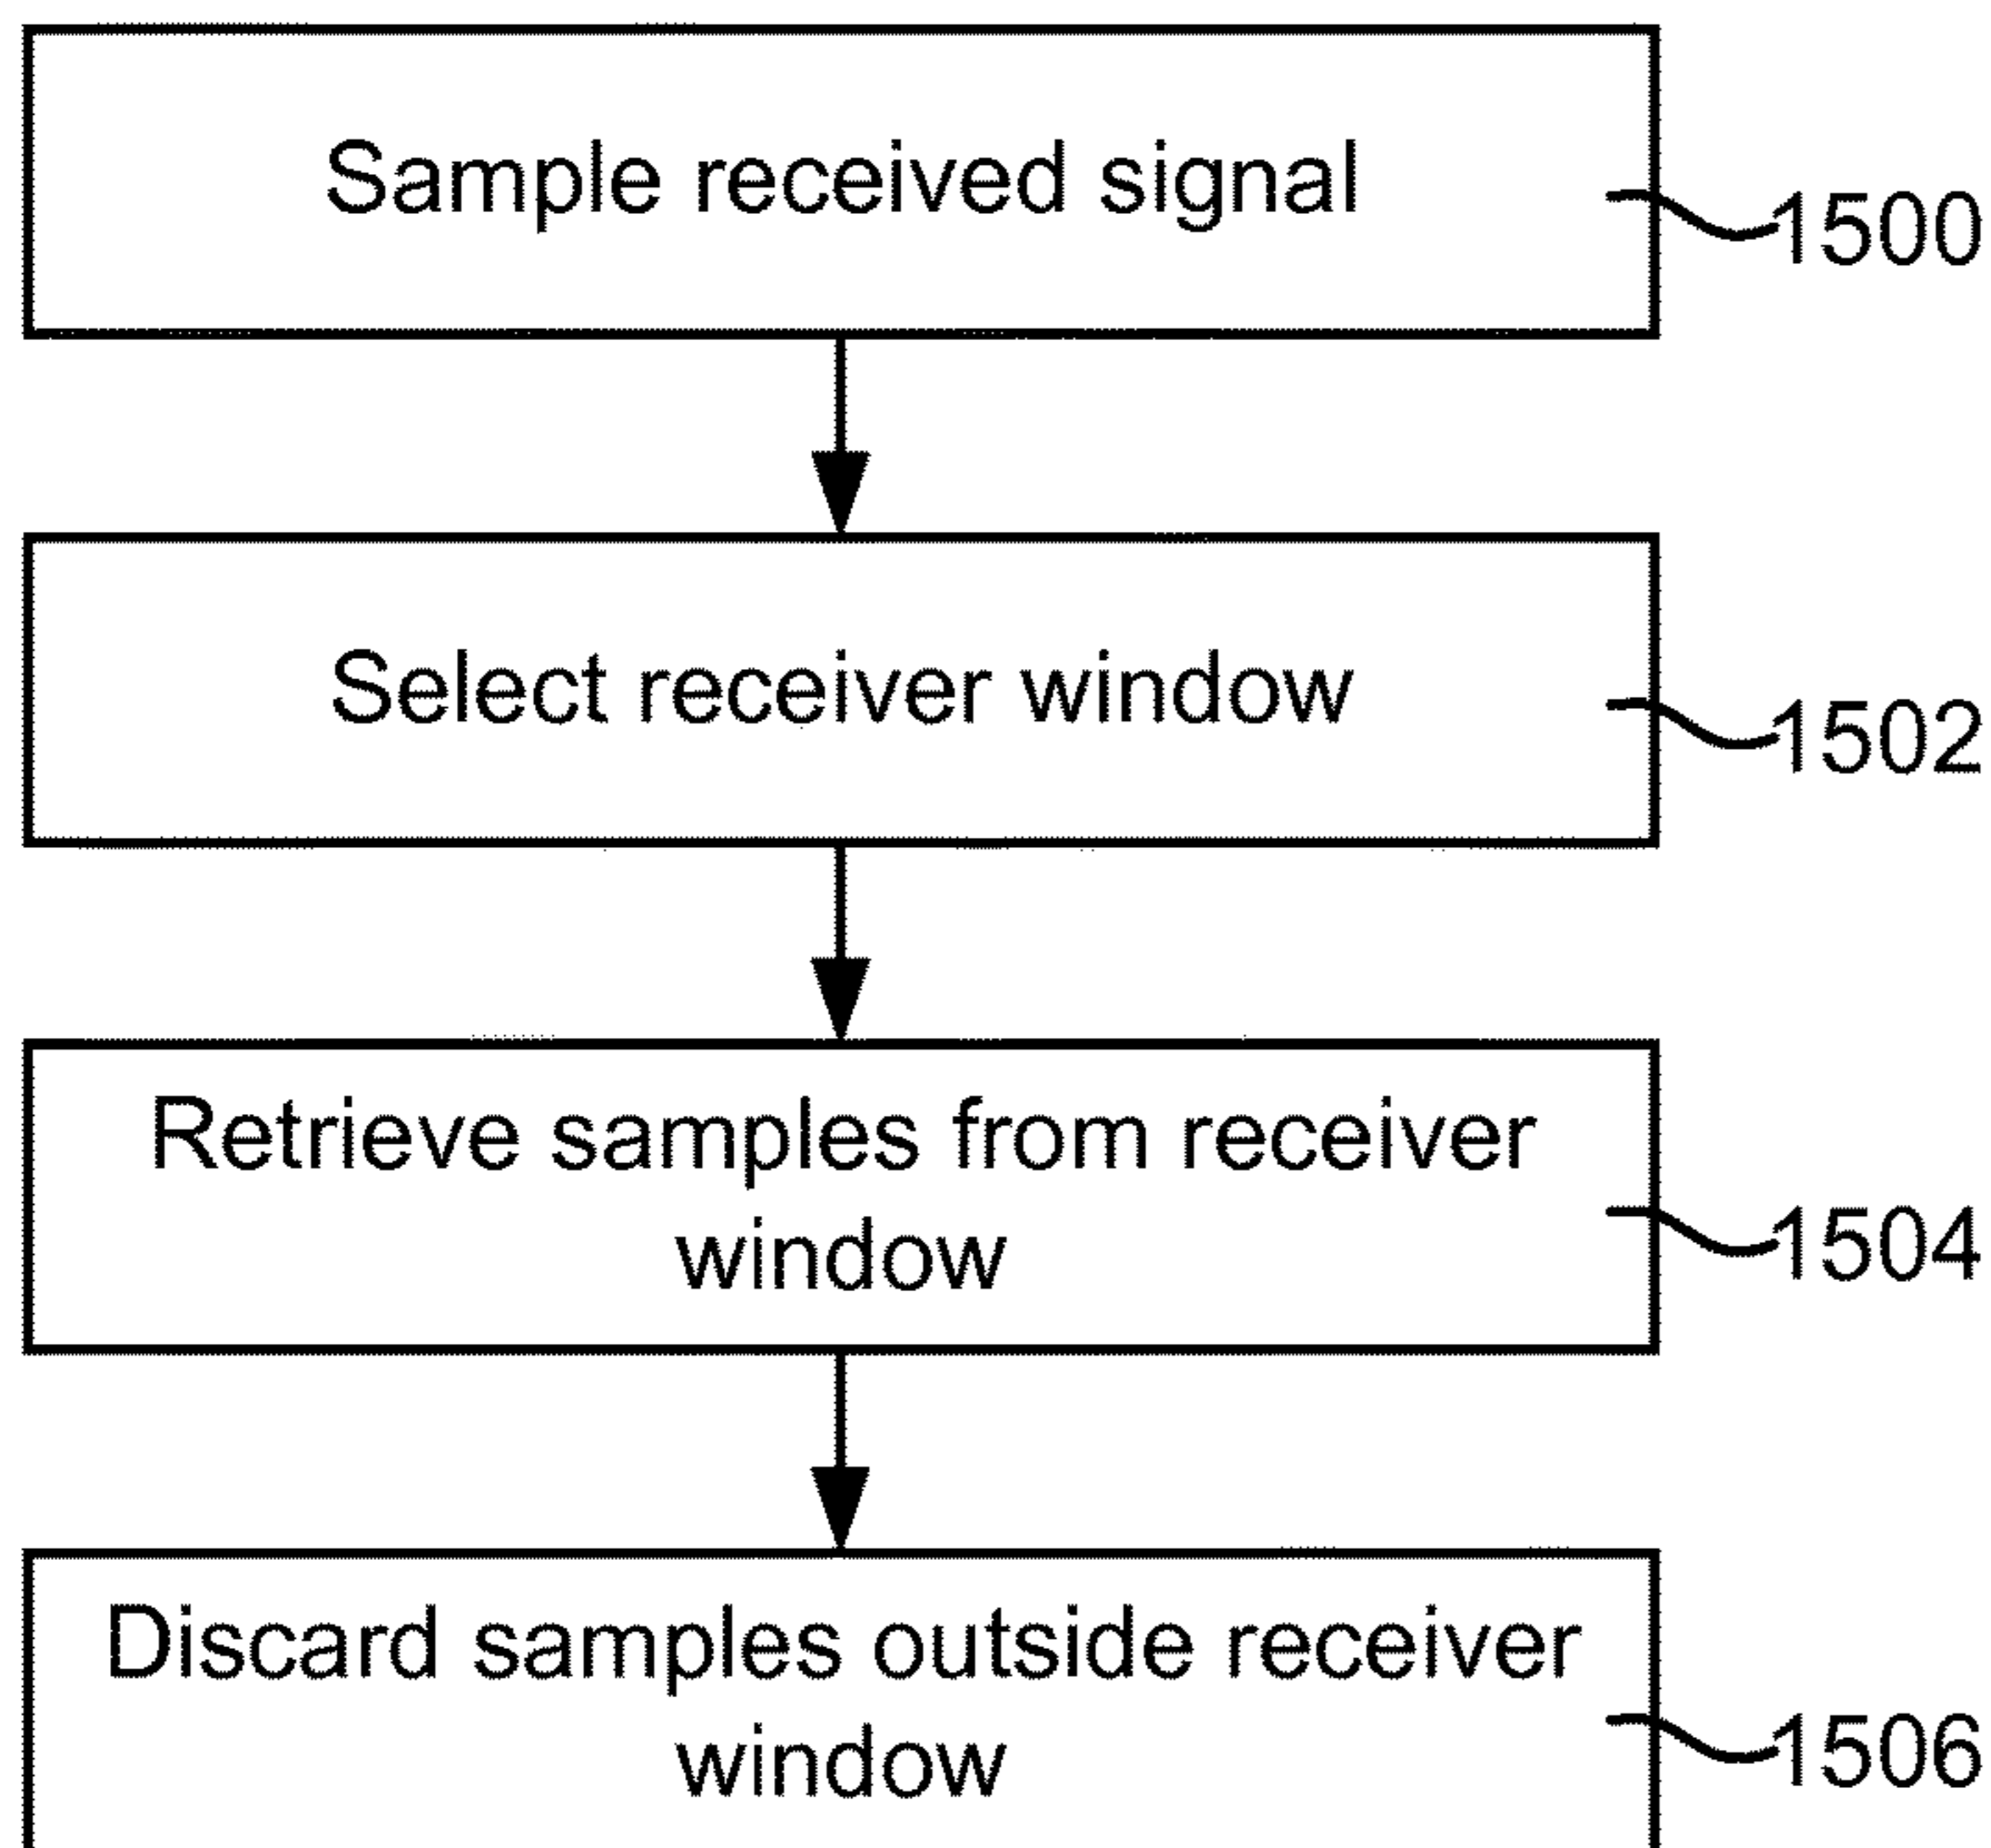 Sample received signal
1500
Select receiver window
1502
Retrieve samples from receiver
window
1504
Discard samples outside receiver
window
1506